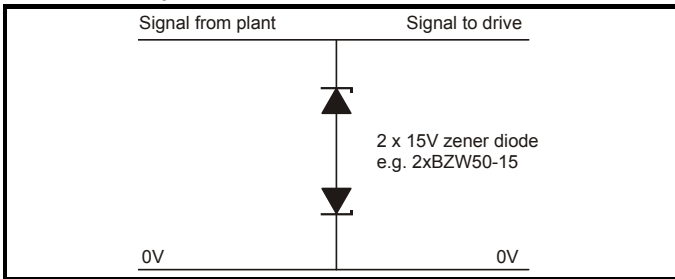 Signal from plant Signal to drive
2 x 15V zener diode
e.g. 2xBZW50-15
0V 0V